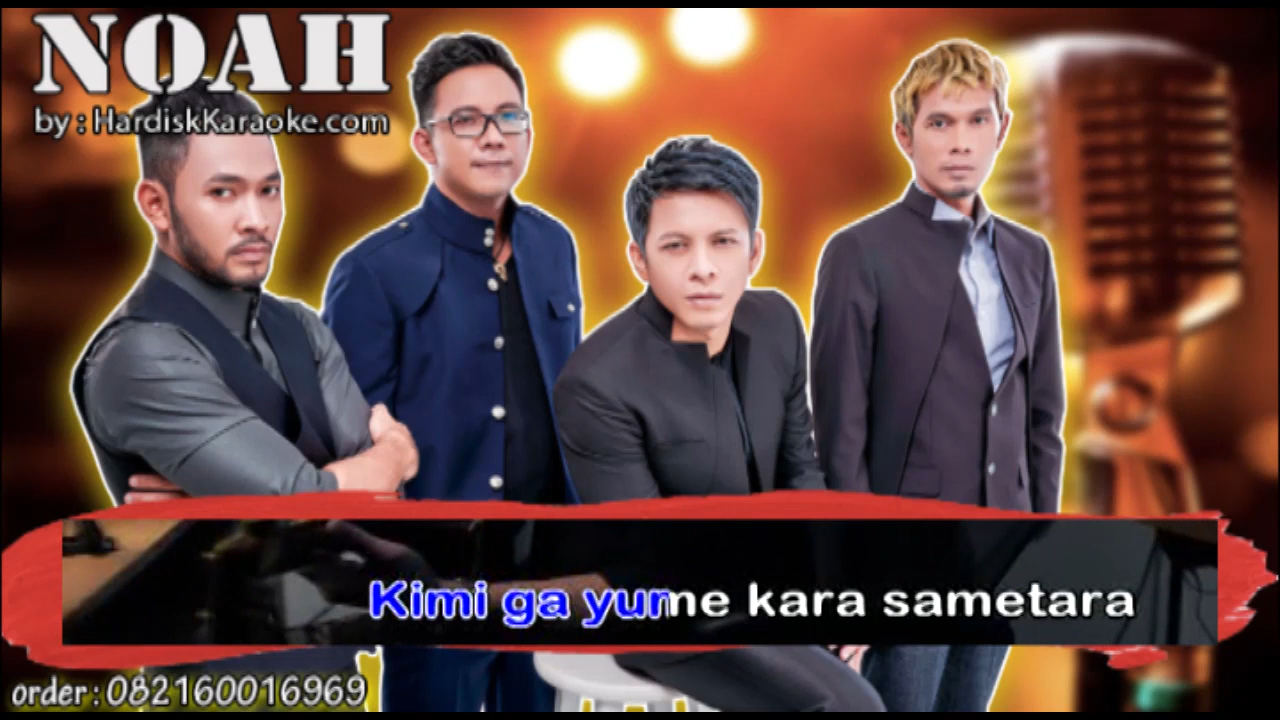 NOAH
by : HardiskKaraoke.com
Kimi ga yume kara sametara
order : 082160016969